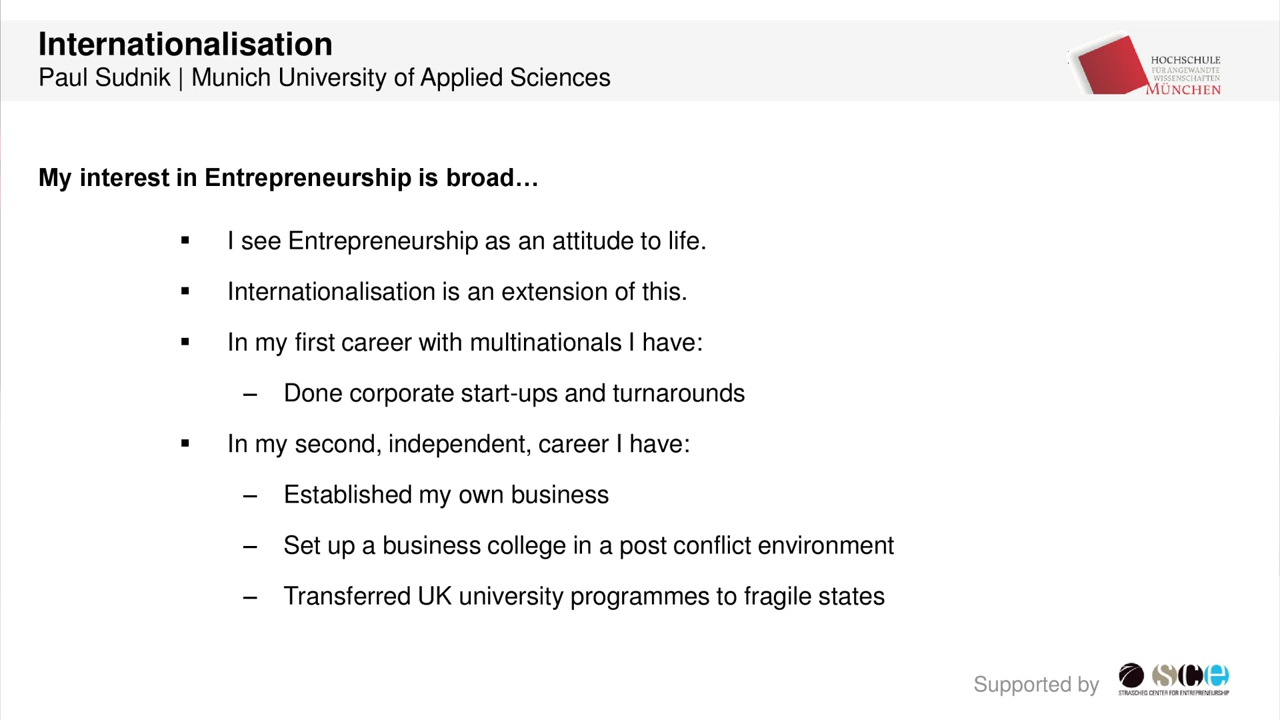 Internationalisation
Paul Sudnik | Munich University of Applied Sciences
HOCHSCHULE
FÜR ANGEWANDTE
WISSENSCHAFTEN
MÜNCHEN
My interest in Entrepreneurship is broad…
▪ I see Entrepreneurship as an attitude to life.
▪ Internationalisation is an extension of this.
▪ In my first career with multinationals I have:
– Done corporate start-ups and turnarounds
▪ In my second, independent, career I have:
– Established my own business
– Set up a business college in a post conflict environment
– Transferred UK university programmes to fragile states
Supported by
sce
STRASCHEG CENTER FOR ENTREPRENEURSHIP